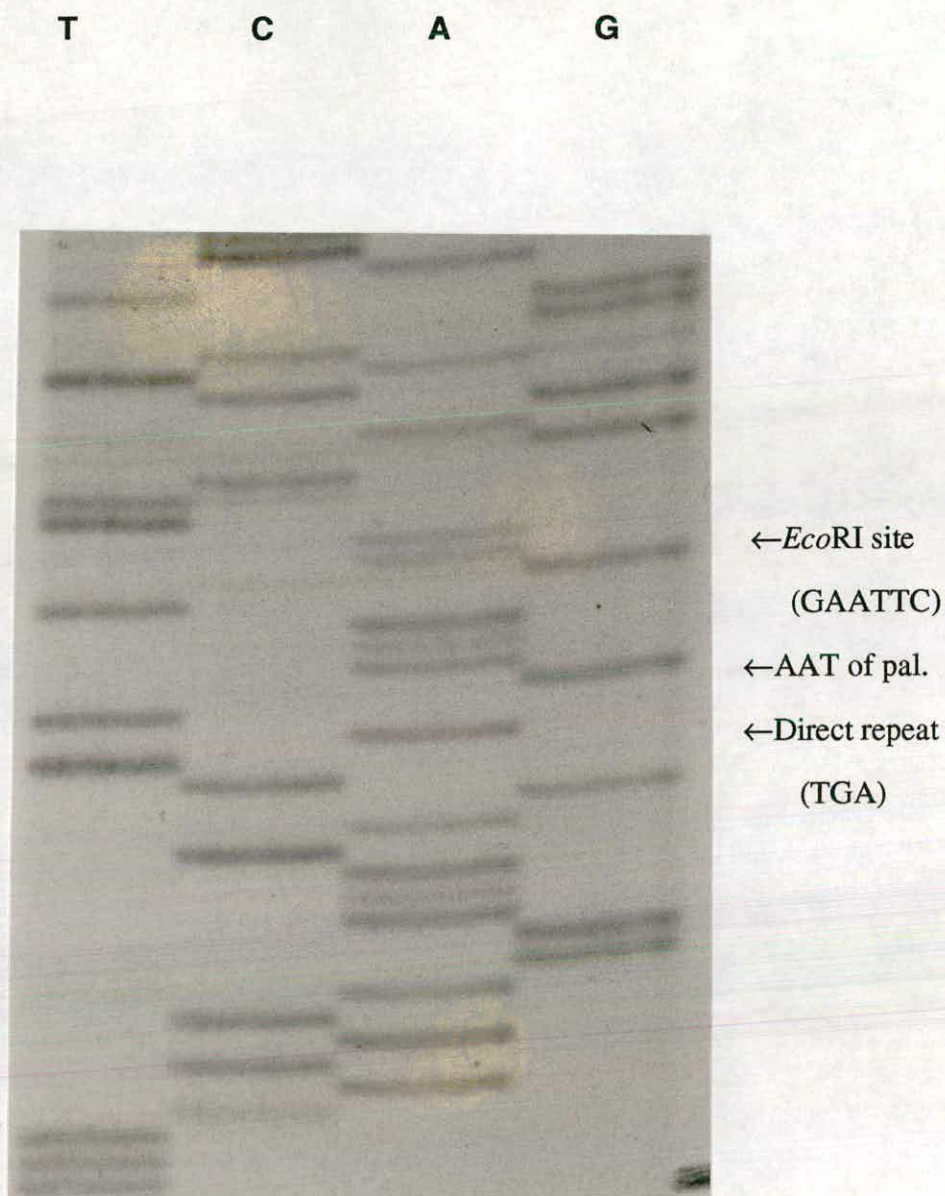 T C A G
←EcoRI site
(GAATTC)
←AAT of pal.
←Direct repeat
(TGA)